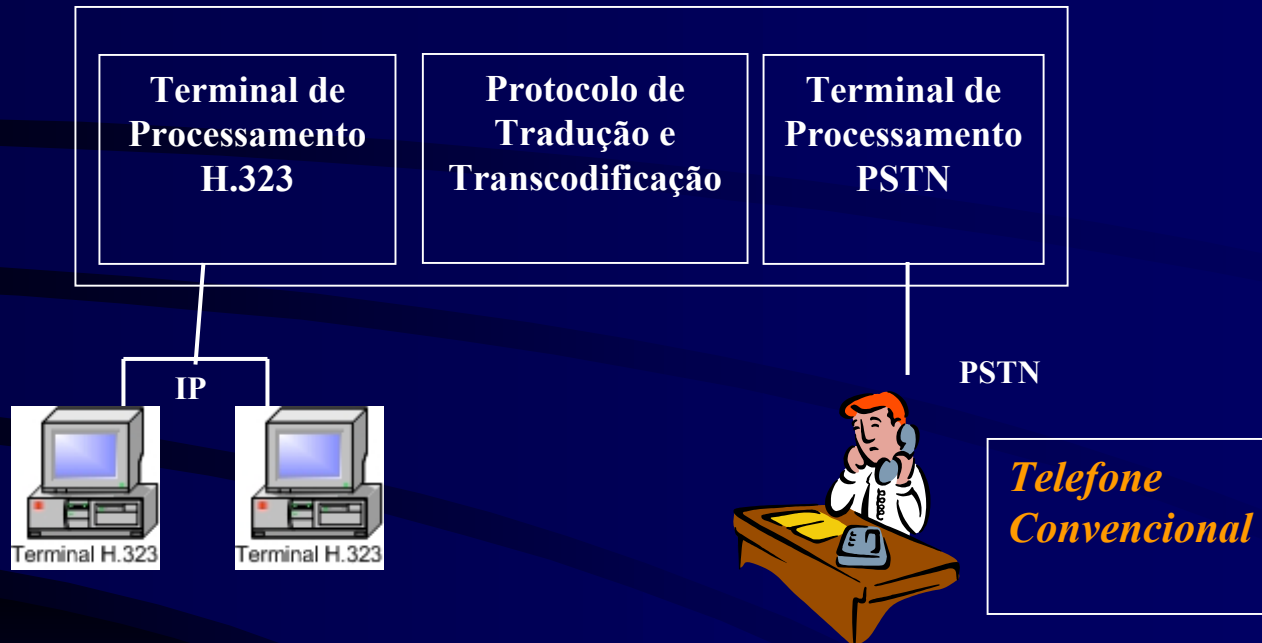 Terminal de
Processamento
H.323
Protocolo de
Tradução e
Transcodificação
Terminal de
Processamento
PSTN
IP
PSTN
Terminal H.323
Terminal H.323
Telefone
Convencional